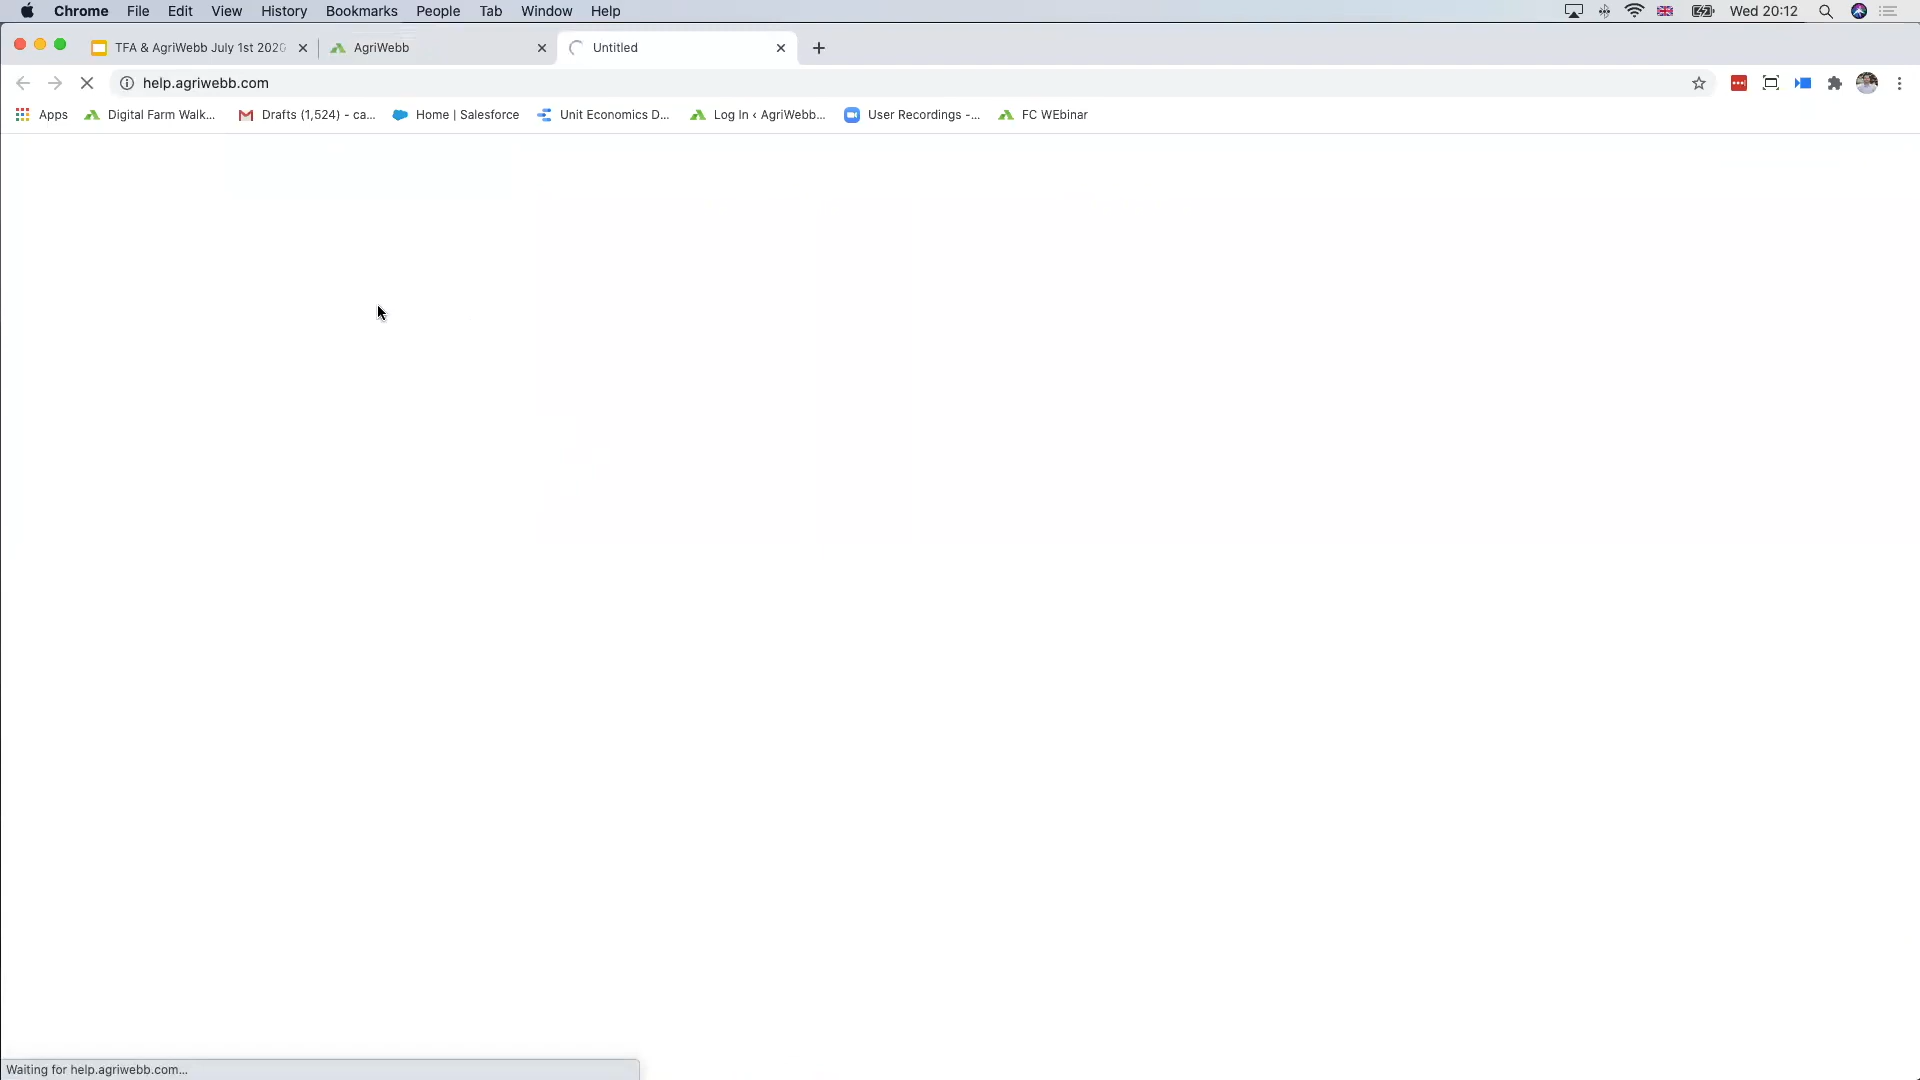 Chrome File Edit View History Bookmarks People Tab Window Help Wed 20:12
TFA & AgriWebb July 1st 2020 AgriWebb Untitled
help.agriwebb.com
Apps Digital Farm Walk... Drafts (1,524) - ca... Home | Salesforce Unit Economics D... Log In ‹ AgriWebb... User Recordings -... FC WEbinar
Waiting for help.agriwebb.com...